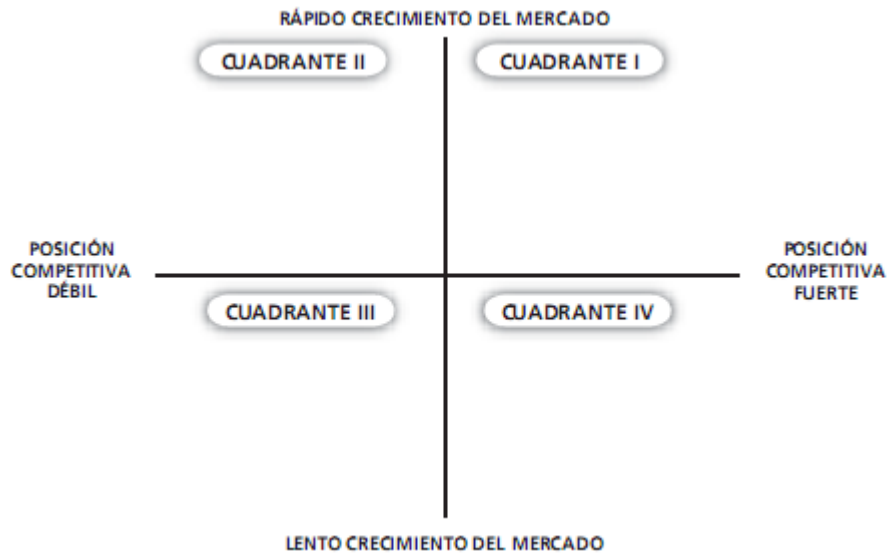 RÁPIDO CRECIMIENTO DEL MERCADO
CUADRANTE II
CUADRANTE I
POSICIÓN
COMPETITIVA
DÉBIL
POSICIÓN
COMPETITIVA
FUERTE
CUADRANTE III
CUADRANTE IV
LENTO CRECIMIENTO DEL MERCADO